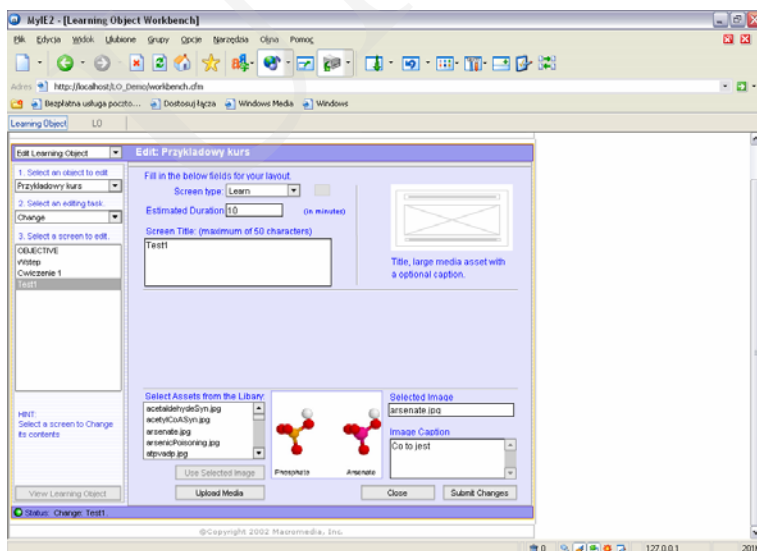 MyIE2 - [Learning Object Workbench]
Plik Edycja Widok Ulubione Grupy Opcje Narzędzia Okna Pomoc
Adres http://localhost/LO_Demo/workbench.cfm
Bezpłatna usługa poczto... Dostosuj łącza Windows Media Windows
Learning Object LO
Edit Learning Object Edit: Przykladowy kurs
1. Select an object to edit
Przykladowy kurs
2. Select an editing task.
Change
3. Select a screen to edit.
OBJECTIVE
Wstep
Cwiczenie 1
Test1
HINT:
Select a screen to Change
its contents
View Learning Object
Fill in the below fields for your layout.
Screen type: Learn
Estimated Duration 10 (in minutes)
Screen Title: (maximum of 50 characters)
Test1
Title, large media asset with
a optional caption.
Select Assets from the Libary
acetaldehydeSyn.jpg
acetylCoASyn.jpg
arsenate.jpg
arsenicPoisoning.jpg
atpvadp.jpg
Use Selected Image
Upload Media
Phosphate Arsenate
Selected Image
arsenate.jpg
Image Caption
Co to jest
Close Submit Changes
Status: Change: Test1.
©Copyright 2002 Macromedia, Inc.
0 127.0.0.1